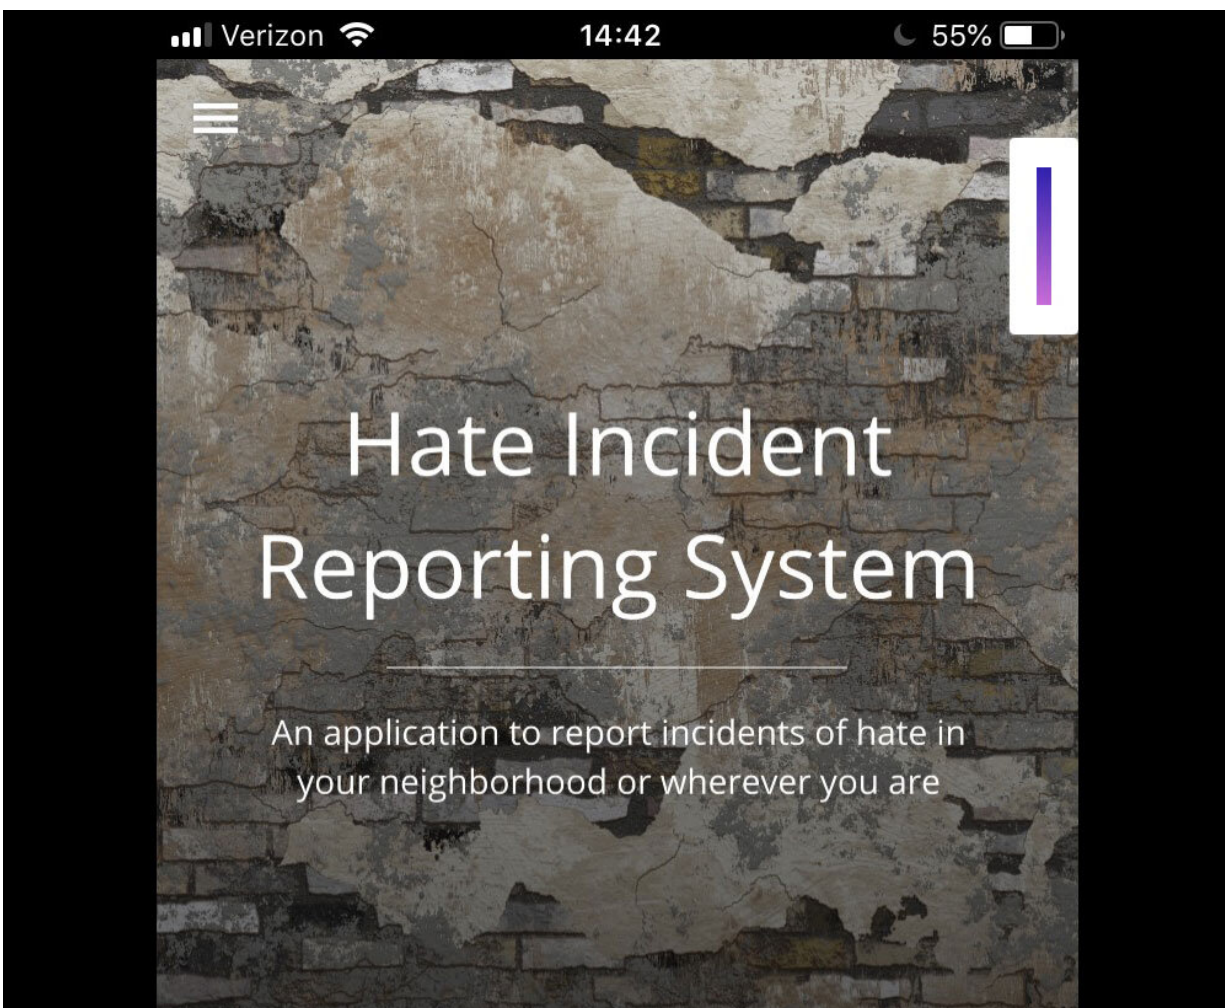 Verizon 14:42 55%
Hate Incident
Reporting System
An application to report incidents of hate in
your neighborhood or wherever you are